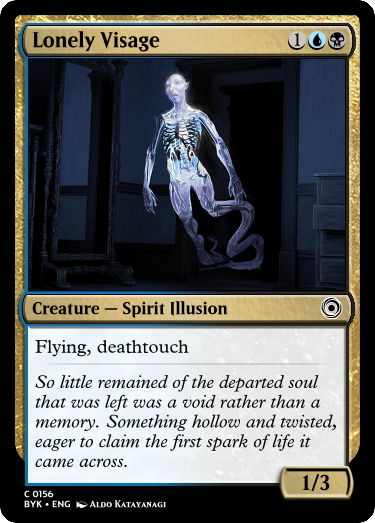 Lonely Visage 1
Creature — Spirit Illusion
Flying, deathtouch
So little remained of the departed soul
that was left was a void rather than a
memory. Something hollow and twisted,
eager to claim the first spark of life it
came across.
1/3
C 0156
BYK • ENG Aldo Katayanagi